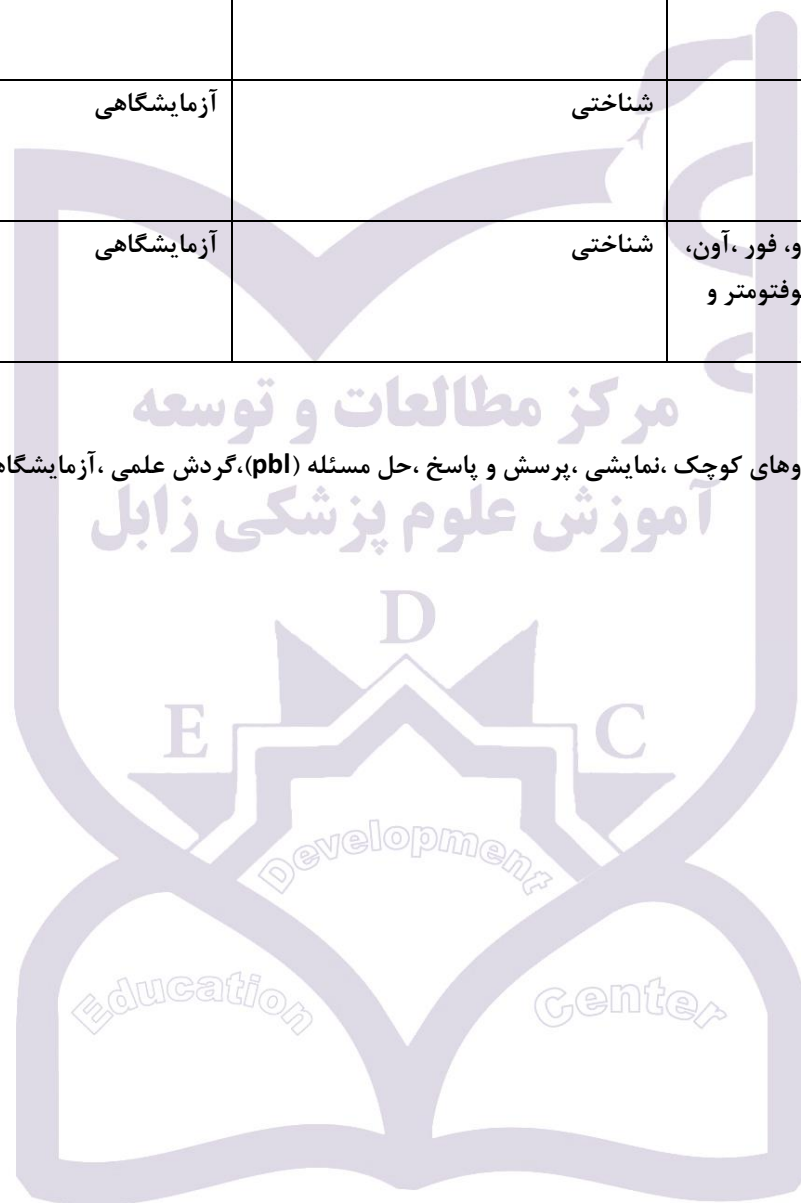 شناختی
آزمایشگاهی
و، فور ،آون،
شناختی
آزمایشگاهی
وفتومتر و
مرکز مطالعات و توسعه
وهای کوچک ،نمایشی ،پرسش و پاسخ ،حل مسئله (pbl)،گردش علمی ،آزمایشگاه
آموزش علوم پزشکی زابل
D
E
C
Development
Education
Center